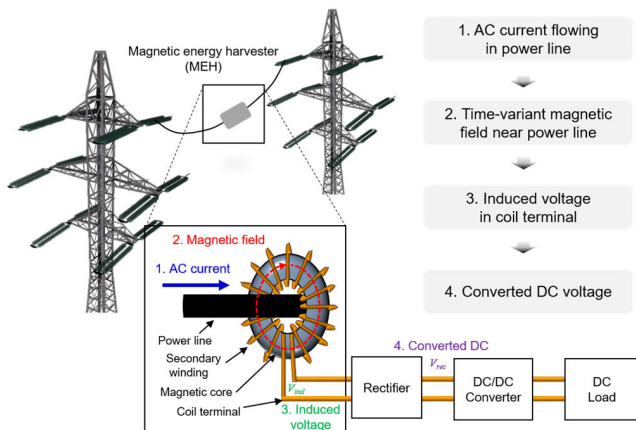 Magnetic energy harvester
(MEH)
1. AC current flowing
in power line
2. Time-variant magnetic
field near power line
3. Induced voltage
in coil terminal
4. Converted DC voltage
2. Magnetic field
1. AC current
Power line
Secondary
winding
Magnetic core
Coil terminal
V_ind
3. Induced
voltage
4. Converted DC
V_rec
Rectifier
DC/DC
Converter
DC
Load